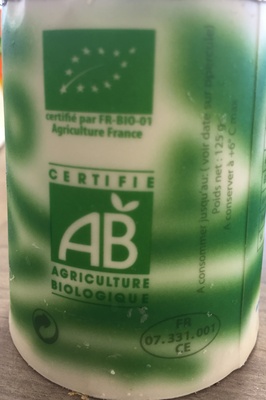 certifié par FR-BIO-01
Agriculture France
CERTIFIÉ
AB
AGRICULTURE
BIOLOGIQUE
A consommer jusqu'au: ( voir date sur
Poids net : 125 g
A conserver à +6° C
FR
07.331.001
CE